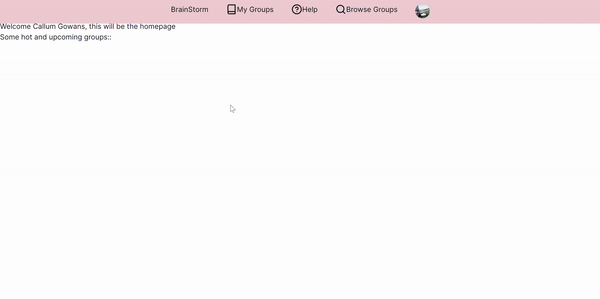 BrainStorm My Groups Help Browse Groups
Welcome Callum Gowans, this will be the homepage
Some hot and upcoming groups::